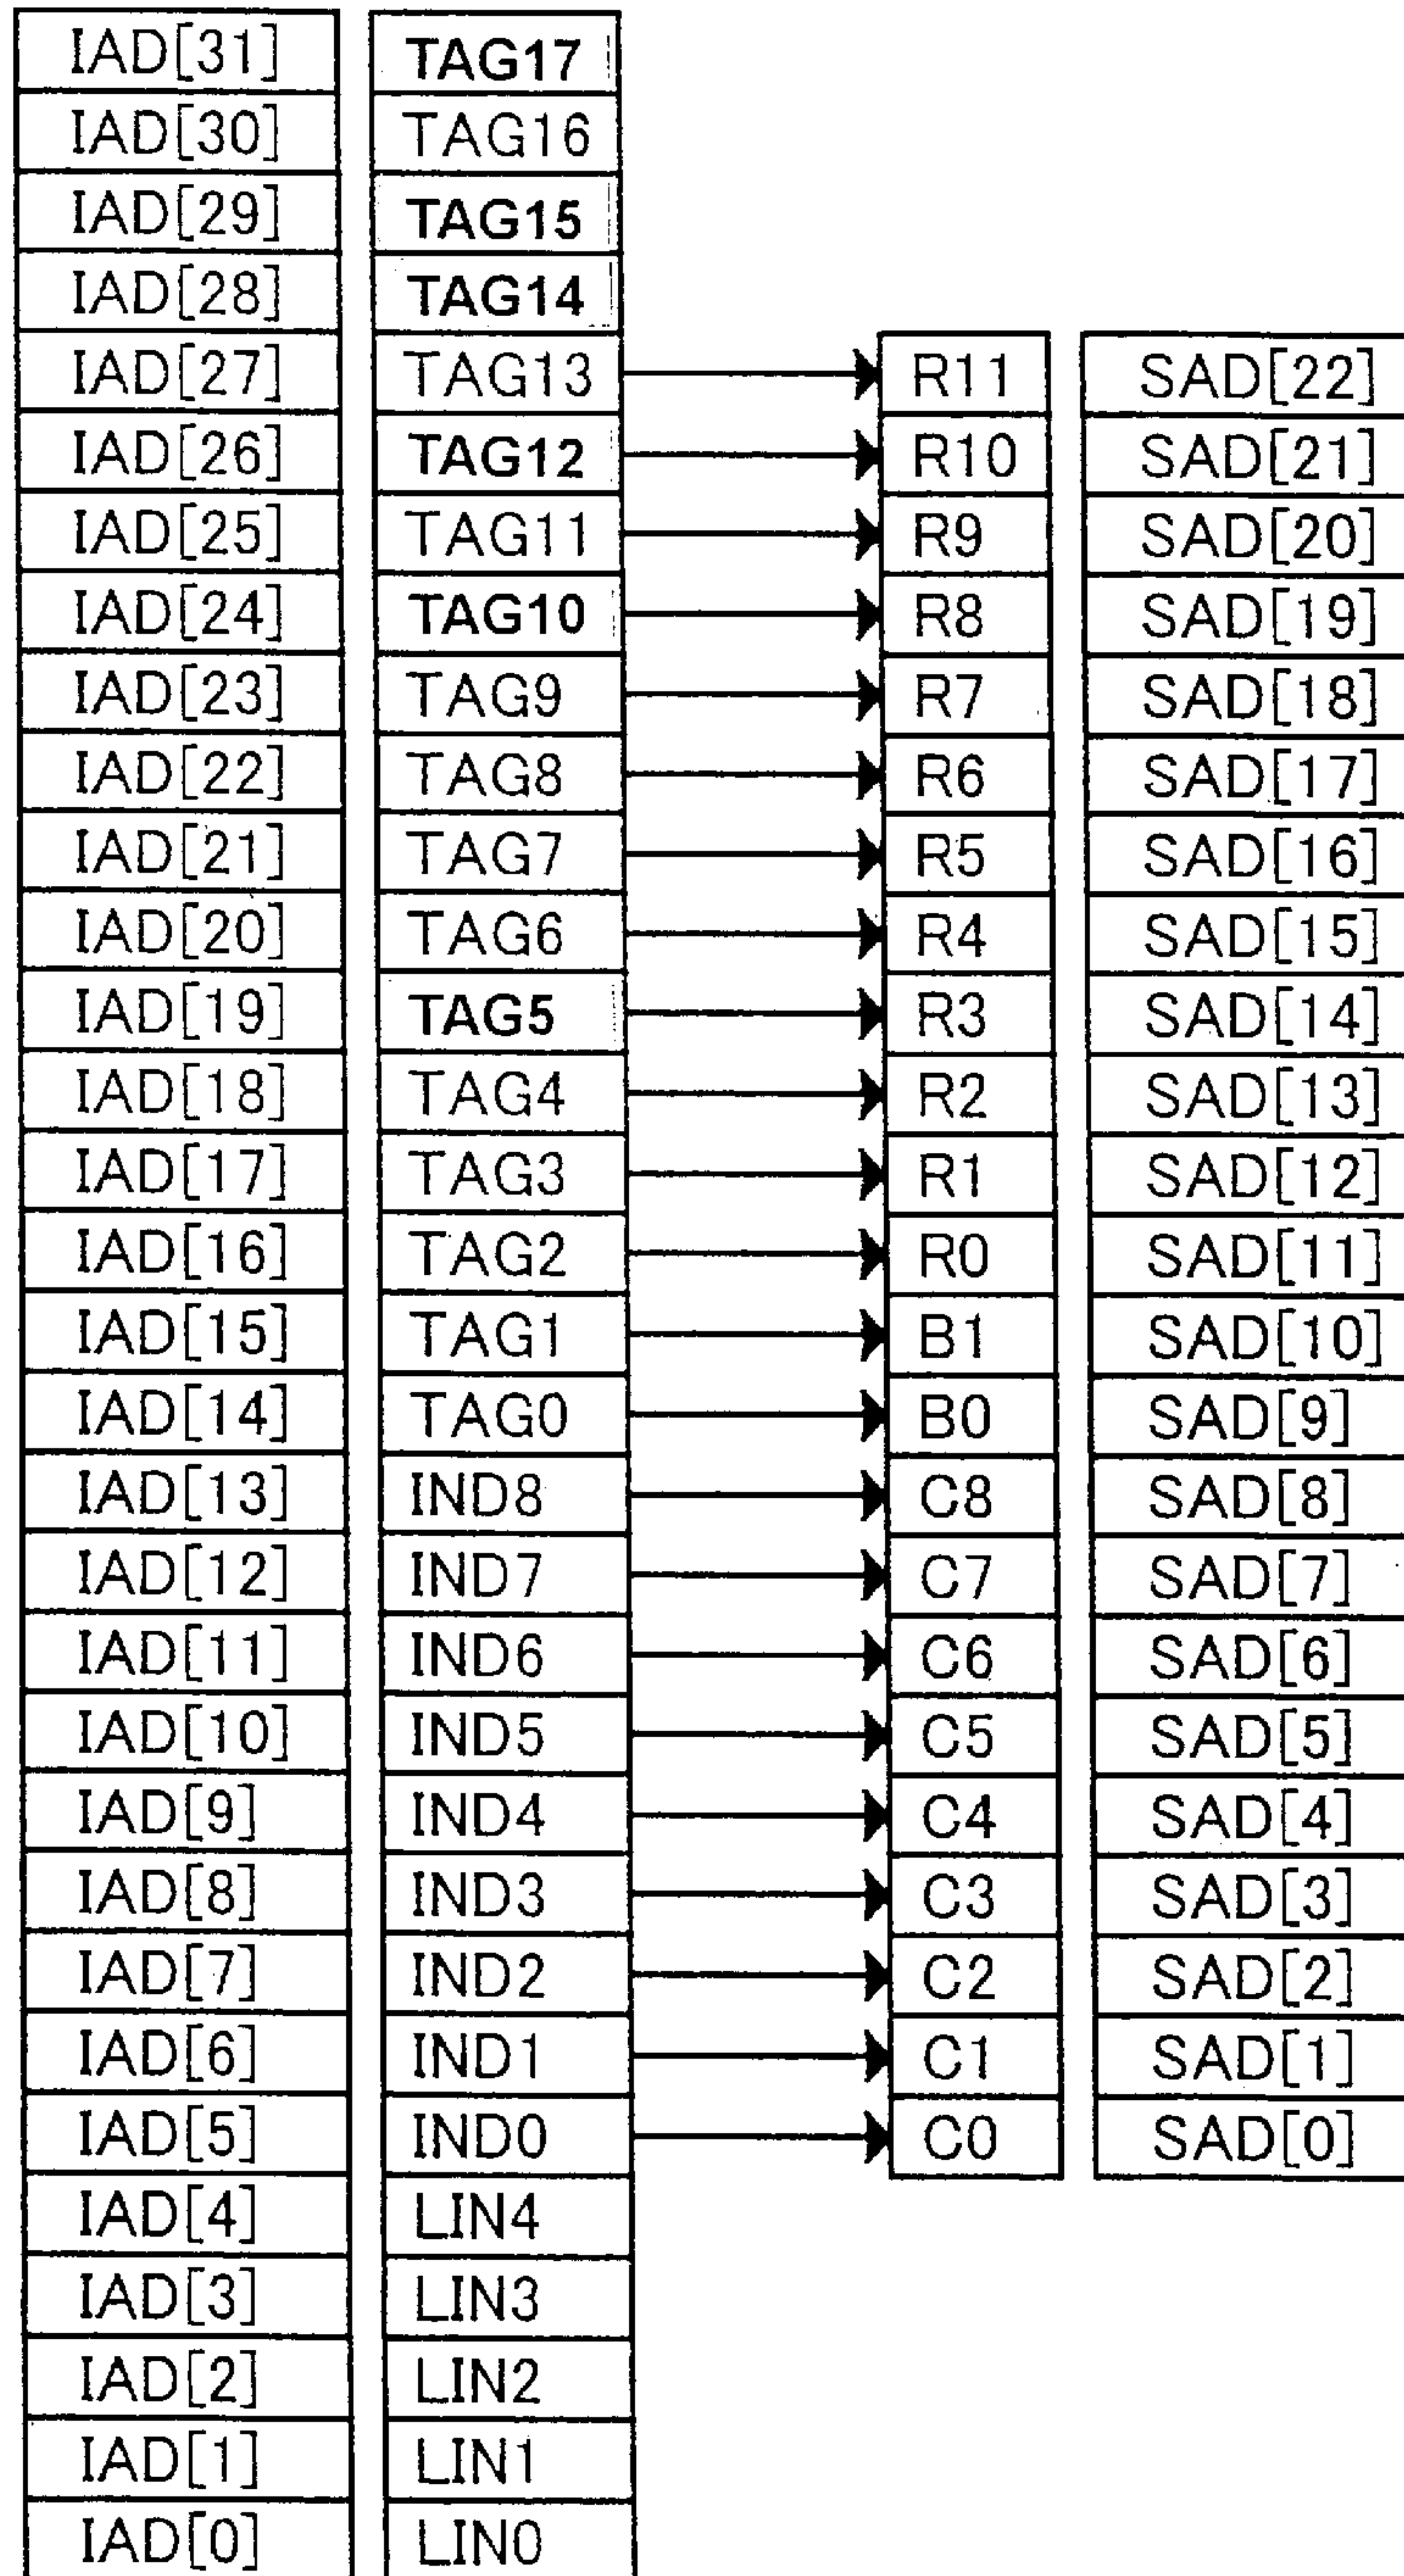 IAD[31] TAG17
IAD[30] TAG16
IAD[29] TAG15
IAD[28] TAG14
IAD[27] TAG13 R11 SAD[22]
IAD[26] TAG12 R10 SAD[21]
IAD[25] TAG11 R9 SAD[20]
IAD[24] TAG10 R8 SAD[19]
IAD[23] TAG9 R7 SAD[18]
IAD[22] TAG8 R6 SAD[17]
IAD[21] TAG7 R5 SAD[16]
IAD[20] TAG6 R4 SAD[15]
IAD[19] TAG5 R3 SAD[14]
IAD[18] TAG4 R2 SAD[13]
IAD[17] TAG3 R1 SAD[12]
IAD[16] TAG2 R0 SAD[11]
IAD[15] TAG1 B1 SAD[10]
IAD[14] TAG0 B0 SAD[9]
IAD[13] IND8 C8 SAD[8]
IAD[12] IND7 C7 SAD[7]
IAD[11] IND6 C6 SAD[6]
IAD[10] IND5 C5 SAD[5]
IAD[9] IND4 C4 SAD[4]
IAD[8] IND3 C3 SAD[3]
IAD[7] IND2 C2 SAD[2]
IAD[6] IND1 C1 SAD[1]
IAD[5] IND0 C0 SAD[0]
IAD[4] LIN4
IAD[3] LIN3
IAD[2] LIN2
IAD[1] LIN1
IAD[0] LIN0